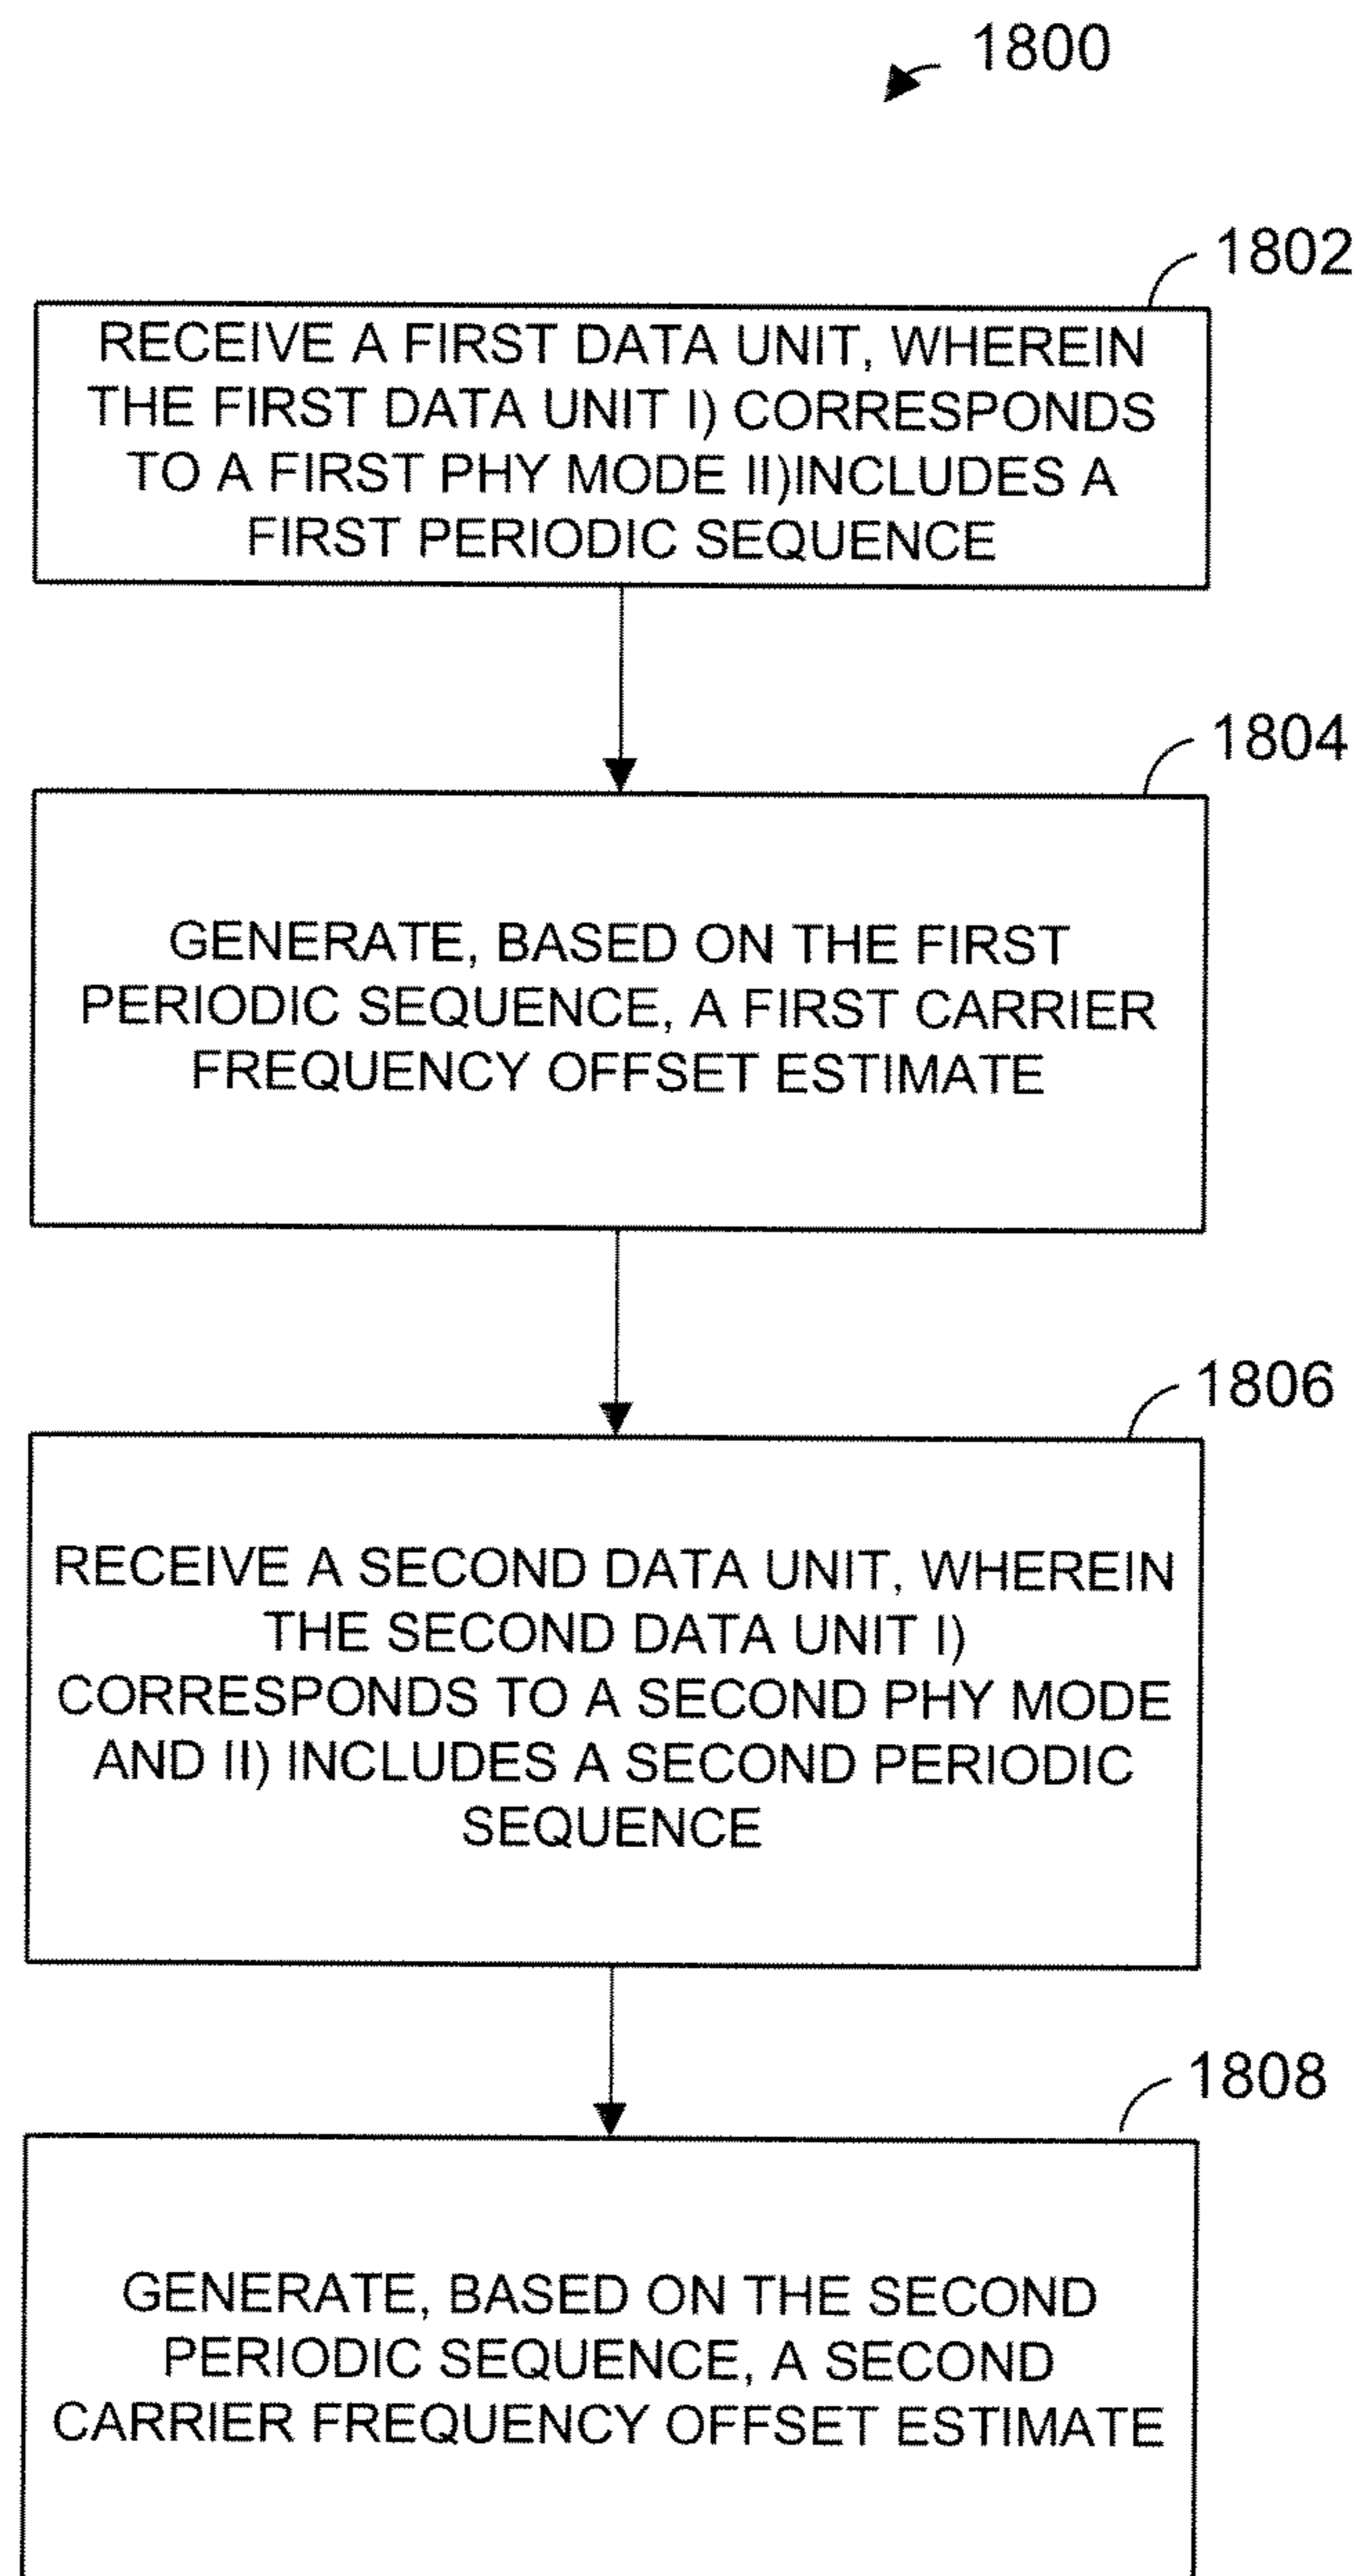 1800
1802
RECEIVE A FIRST DATA UNIT, WHEREIN
THE FIRST DATA UNIT I) CORRESPONDS
TO A FIRST PHY MODE II)INCLUDES A
FIRST PERIODIC SEQUENCE
1804
GENERATE, BASED ON THE FIRST
PERIODIC SEQUENCE, A FIRST CARRIER
FREQUENCY OFFSET ESTIMATE
1806
RECEIVE A SECOND DATA UNIT, WHEREIN
THE SECOND DATA UNIT I)
CORRESPONDS TO A SECOND PHY MODE
AND II) INCLUDES A SECOND PERIODIC
SEQUENCE
1808
GENERATE, BASED ON THE SECOND
PERIODIC SEQUENCE, A SECOND
CARRIER FREQUENCY OFFSET ESTIMATE